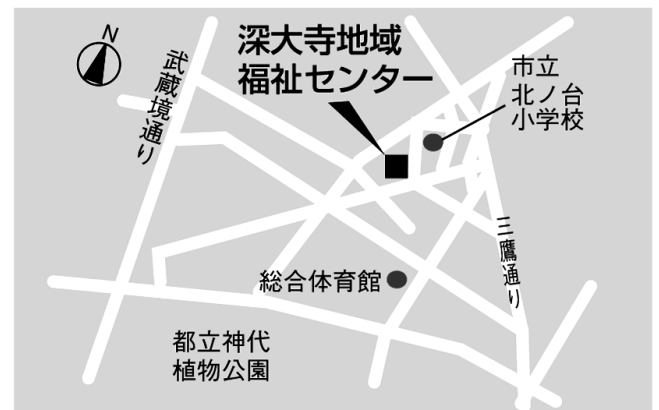 N
深大寺地域
福祉センター
市立
北ノ台
小学校
武蔵境通り
三鷹通り
総合体育館
都立神代
植物公園